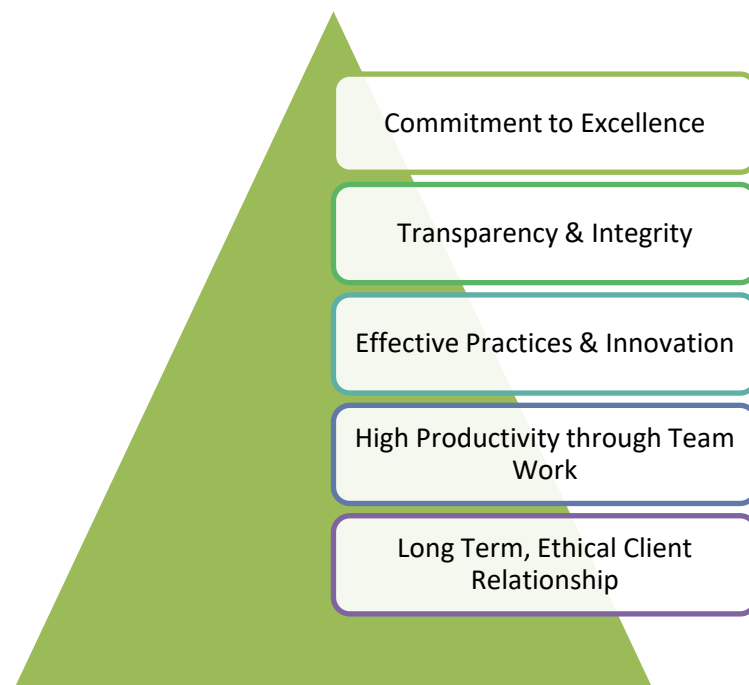 Commitment to Excellence
Transparency & Integrity
Effective Practices & Innovation
High Productivity through Team
Work
Long Term, Ethical Client
Relationship